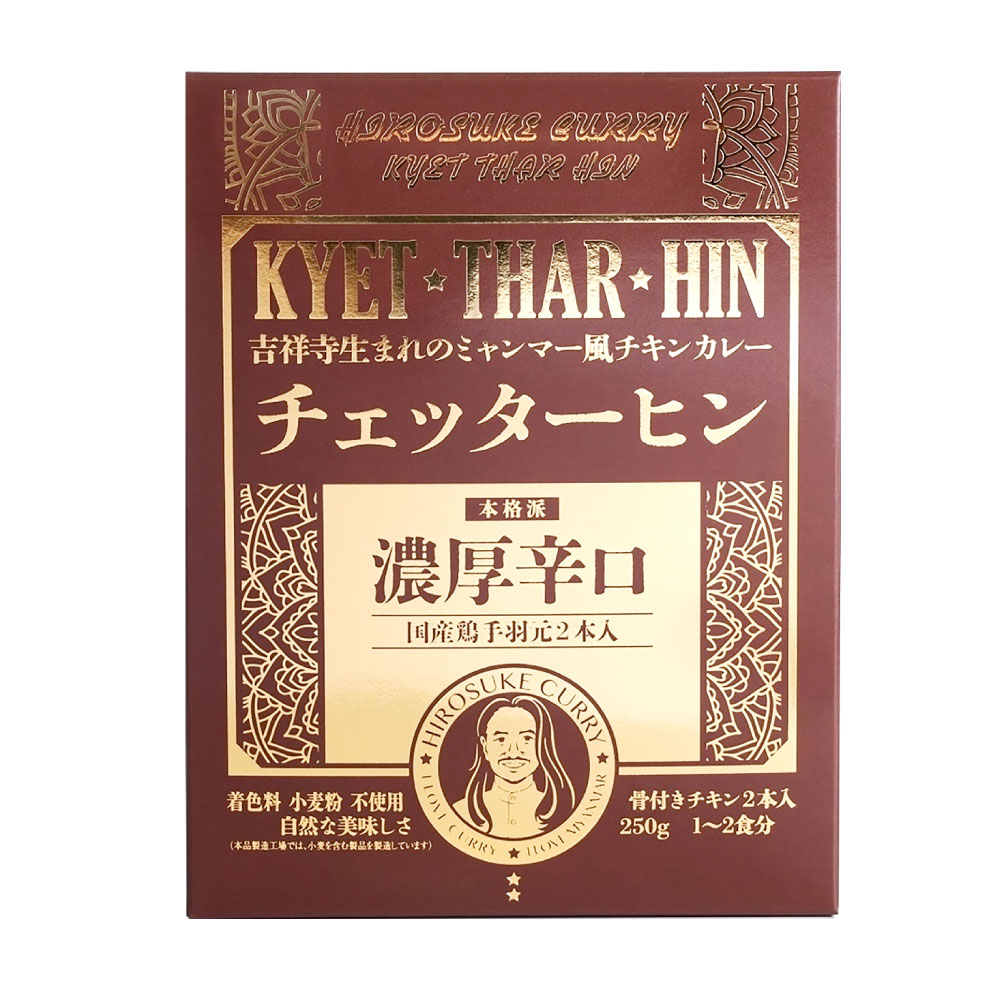 HIROSUKE CURRY
KYET THAR HIN
KYET★THAR★HIN
吉祥寺生まれのミャンマー風チキンカレー
チェッターヒン
本格派
濃厚辛口
国産鶏手羽元2本入
★ HIROSUKE CURRY ★
I LOVE CURRY ★ I LOVE MYANMAR
着色料 小麦粉 不使用
自然な美味しさ
(本品製造工場では、小麦を含む製品を製造しています)
骨付きチキン2本入
250g 1〜2食分